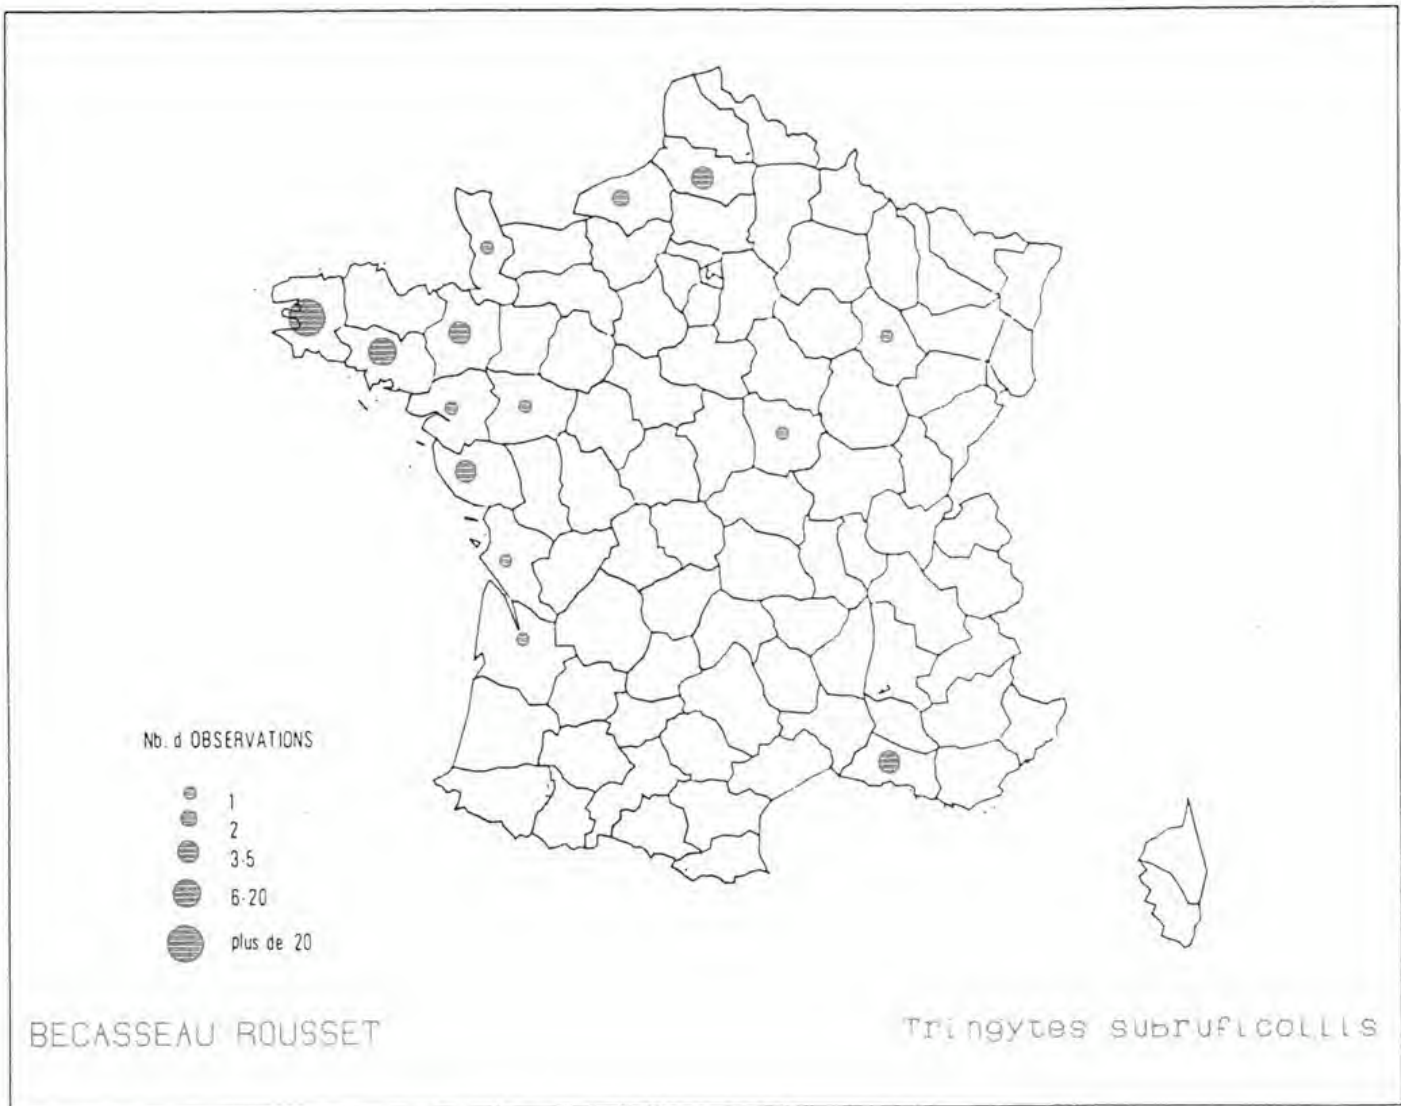 Nb. d OBSERVATIONS
1
2
3-5
6-20
plus de 20
BECASSEAU ROUSSET
Tringytes subruficollis